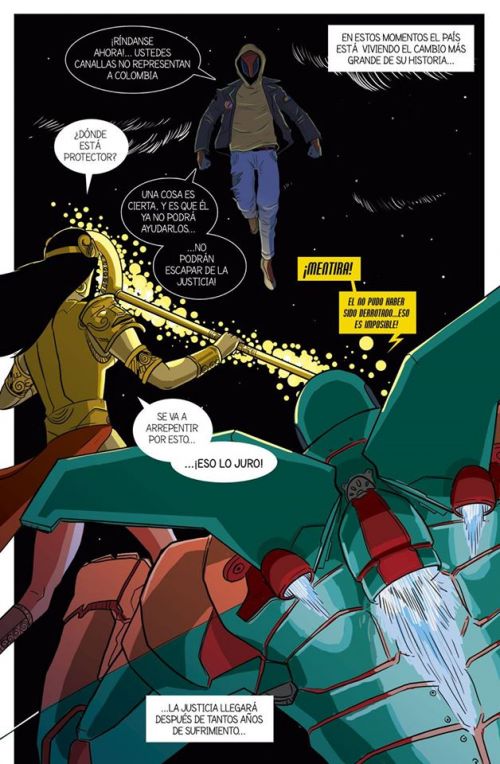 ¡RÍNDANSE
AHORA!... USTEDES
CANALLAS NO REPRESENTAN
A COLOMBIA
EN ESTOS MOMENTOS EL PAÍS
ESTÁ VIVIENDO EL CAMBIO MÁS
GRANDE DE SU HISTORIA...
¿DÓNDE
ESTÁ
PROTECTOR?
UNA COSA ES
CIERTA, Y ES QUE ÉL
YA NO PODRÁ
AYUDARLOS...
...NO
PODRÁN
ESCAPAR DE LA
JUSTICIA!
¡MENTIRA!
EL NO PUDO HABER
SIDO DERROTADO...ESO
ES IMPOSIBLE!
SE VA A
ARREPENTIR
POR ESTO...
...¡ESO LO JURO!
...LA JUSTICIA LLEGARÁ
DESPUÉS DE TANTOS AÑOS
DE SUFRIMIENTO...